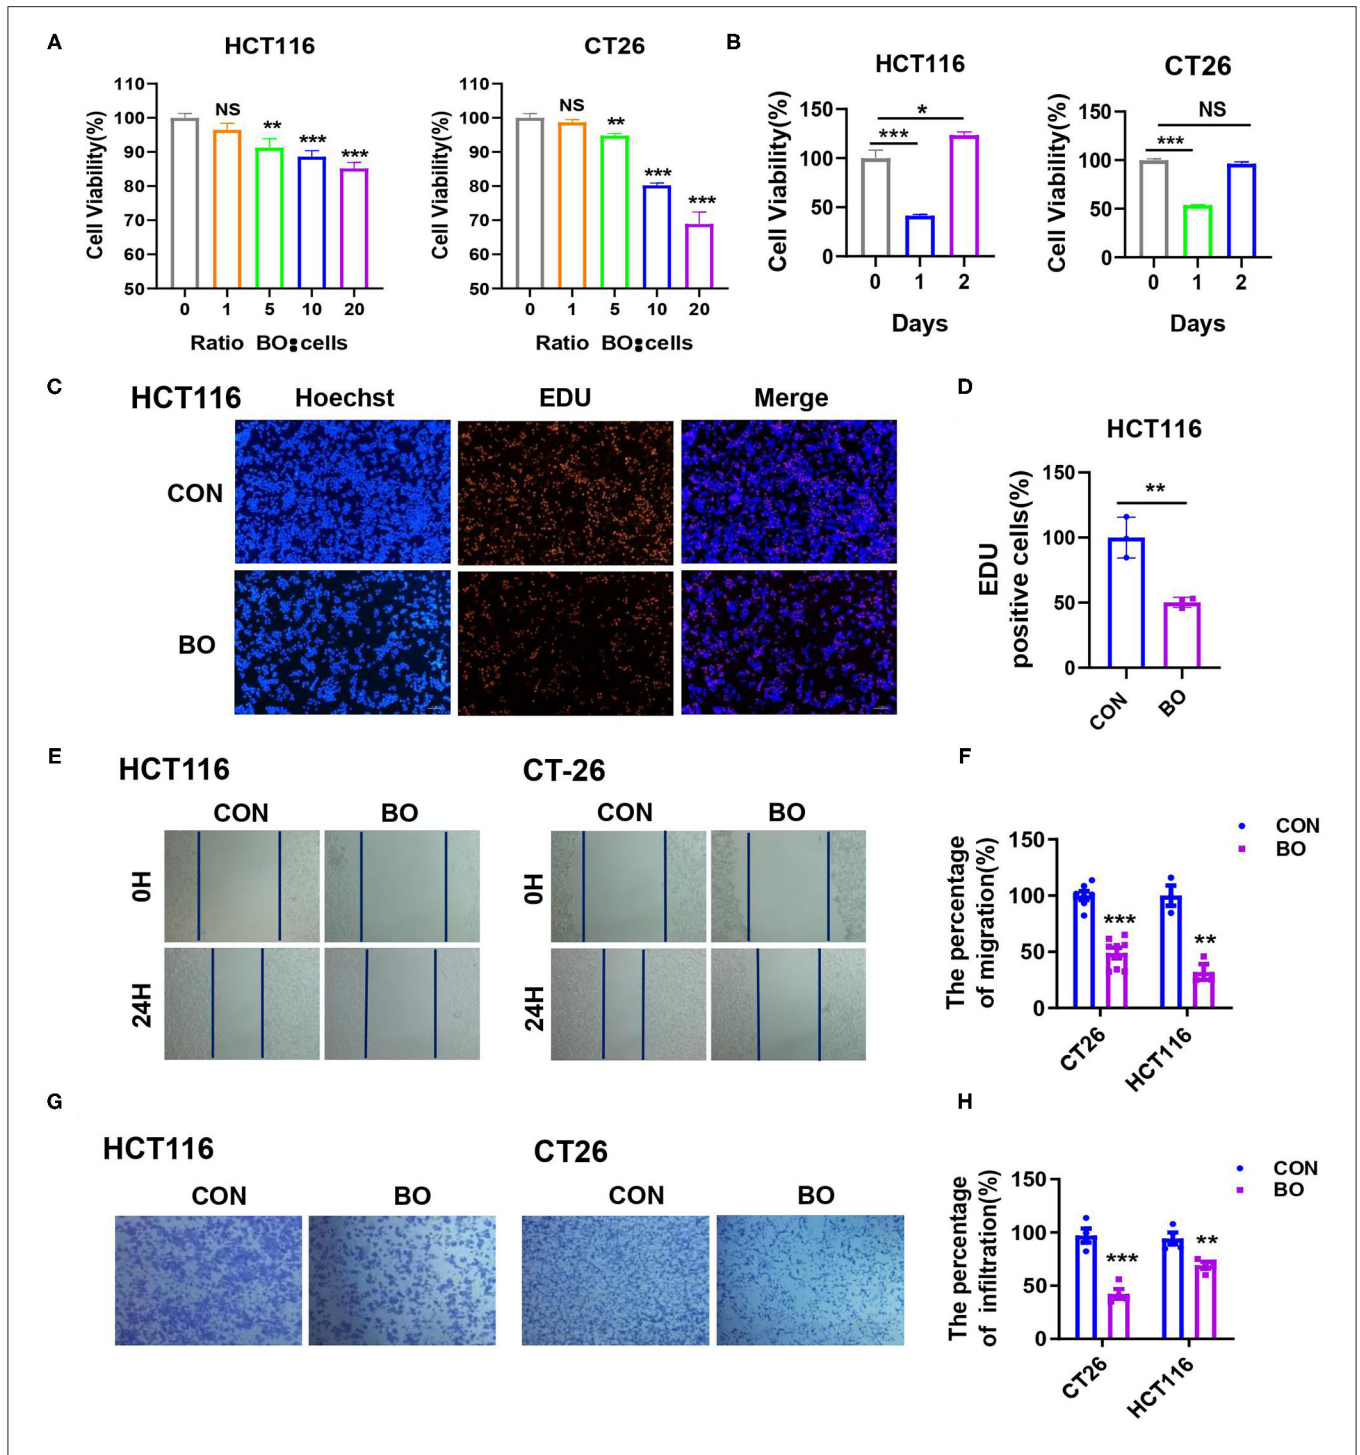 A
HCT116
CT26
B
HCT116
CT26
Cell Viability(%)
110
100
90
80
70
60
50
NS
**
***
***
0 1 5 10 20
Ratio BO:cells
Cell Viability(%)
110
100
90
80
70
60
50
NS
**
***
***
0 1 5 10 20
Ratio BO:cells
Cell Viability(%)
150
100
50
0
*
***
0 1 2
Days
Cell Viability(%)
150
100
50
0
NS
***
0 1 2
Days
C
HCT116
Hoechst
EDU
Merge
CON
BO
D
HCT116
EDU
positive cells(%)
150
100
50
0
**
CON
BO
E
HCT116
CON
BO
0H
24H
CT-26
CON
BO
0H
24H
F
CON
BO
The percentage
of migration(%)
150
100
50
0
***
**
CT26
HCT116
G
HCT116
CON
BO
CT26
CON
BO
H
CON
BO
The percentage
of infiltration(%)
150
100
50
0
***
**
CT26
HCT116